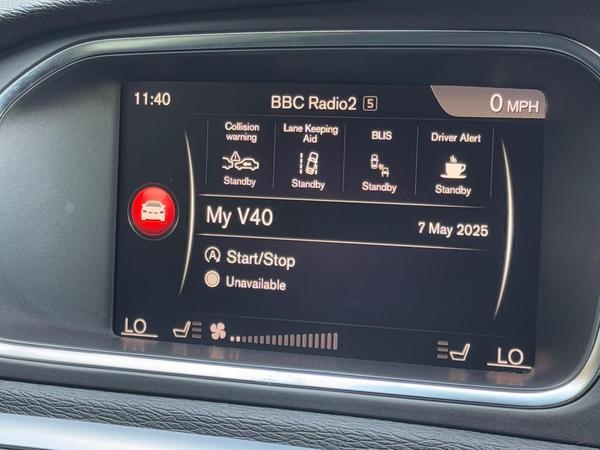 11:40
BBC Radio2 5
0 MPH
Collision
warning
Standby
Lane Keeping
Aid
Standby
BLIS
Standby
Driver Alert
Standby
My V40
7 May 2025
A Start/Stop
Unavailable
LO
LO